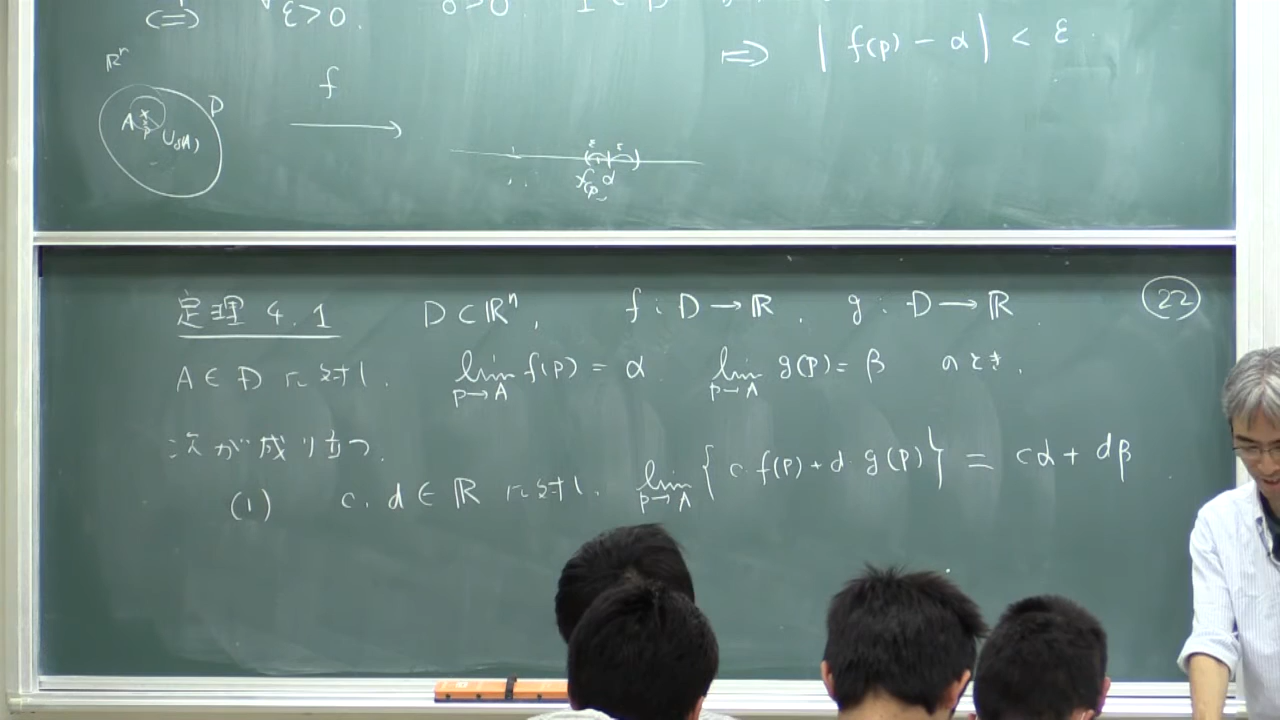 (⇔) ∀ε>0. δ>0
⟹ | f(p) - α | < ε.
ℝⁿ
f
D
A
p
U_δ(A)
ε ε
f(p) α
定理 4.1 D⊂ℝⁿ, f : D→ℝ. g : D→ℝ. 22
A∈D に対し. lim_{p→A} f(p) = α lim_{p→A} g(p) = β のとき.
次が成り立つ.
(1) c. d ∈ ℝ に対し. lim_{p→A} { c·f(p) + d·g(p) } = cα + dβ